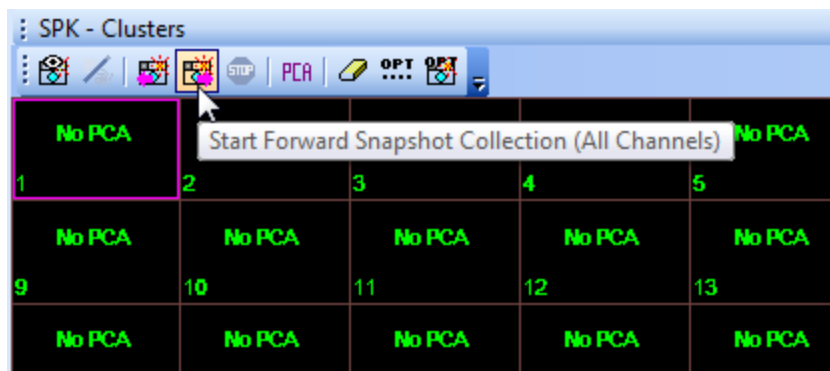 SPK - Clusters
STOP PCA OPT OPT
Start Forward Snapshot Collection (All Channels)
No PCA No PCA
1 2 3 4 5
No PCA No PCA No PCA No PCA No PCA
9 10 11 12 13
No PCA No PCA No PCA No PCA No PCA